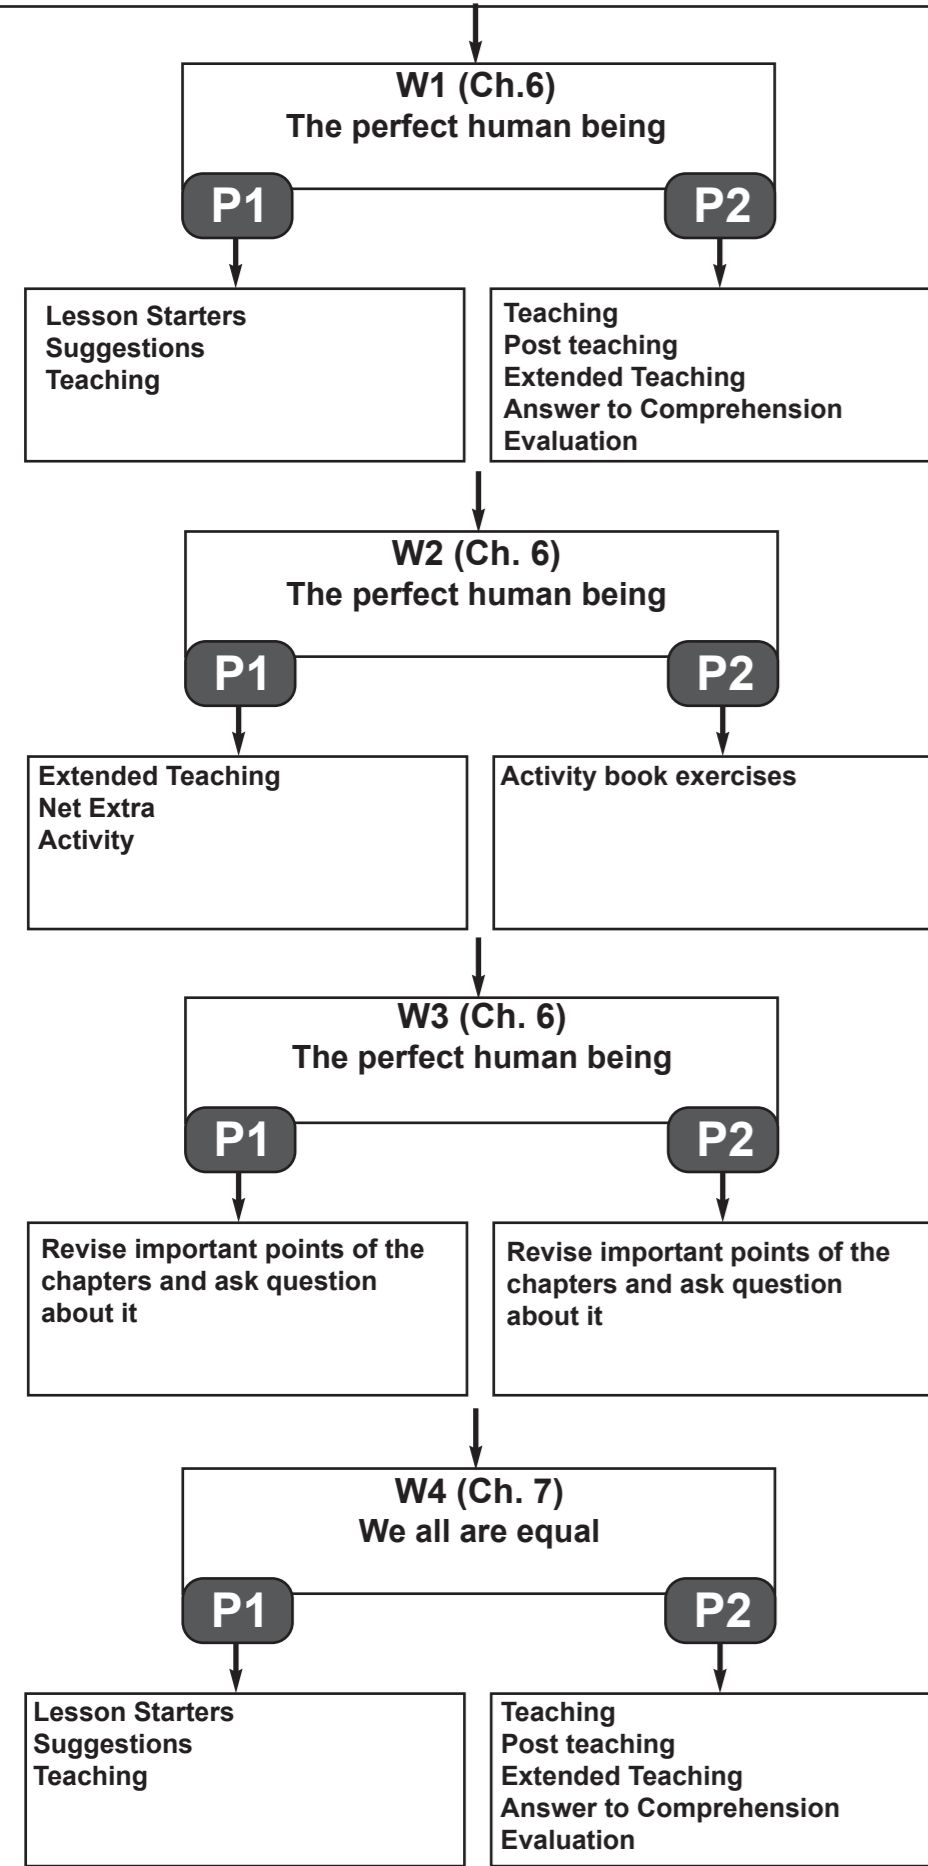 W1 (Ch.6)
The perfect human being
P1
P2
Lesson Starters
Suggestions
Teaching
Teaching
Post teaching
Extended Teaching
Answer to Comprehension
Evaluation
W2 (Ch. 6)
The perfect human being
P1
P2
Extended Teaching
Net Extra
Activity
Activity book exercises
W3 (Ch. 6)
The perfect human being
P1
P2
Revise important points of the
chapters and ask question
about it
Revise important points of the
chapters and ask question
about it
W4 (Ch. 7)
We all are equal
P1
P2
Lesson Starters
Suggestions
Teaching
Teaching
Post teaching
Extended Teaching
Answer to Comprehension
Evaluation